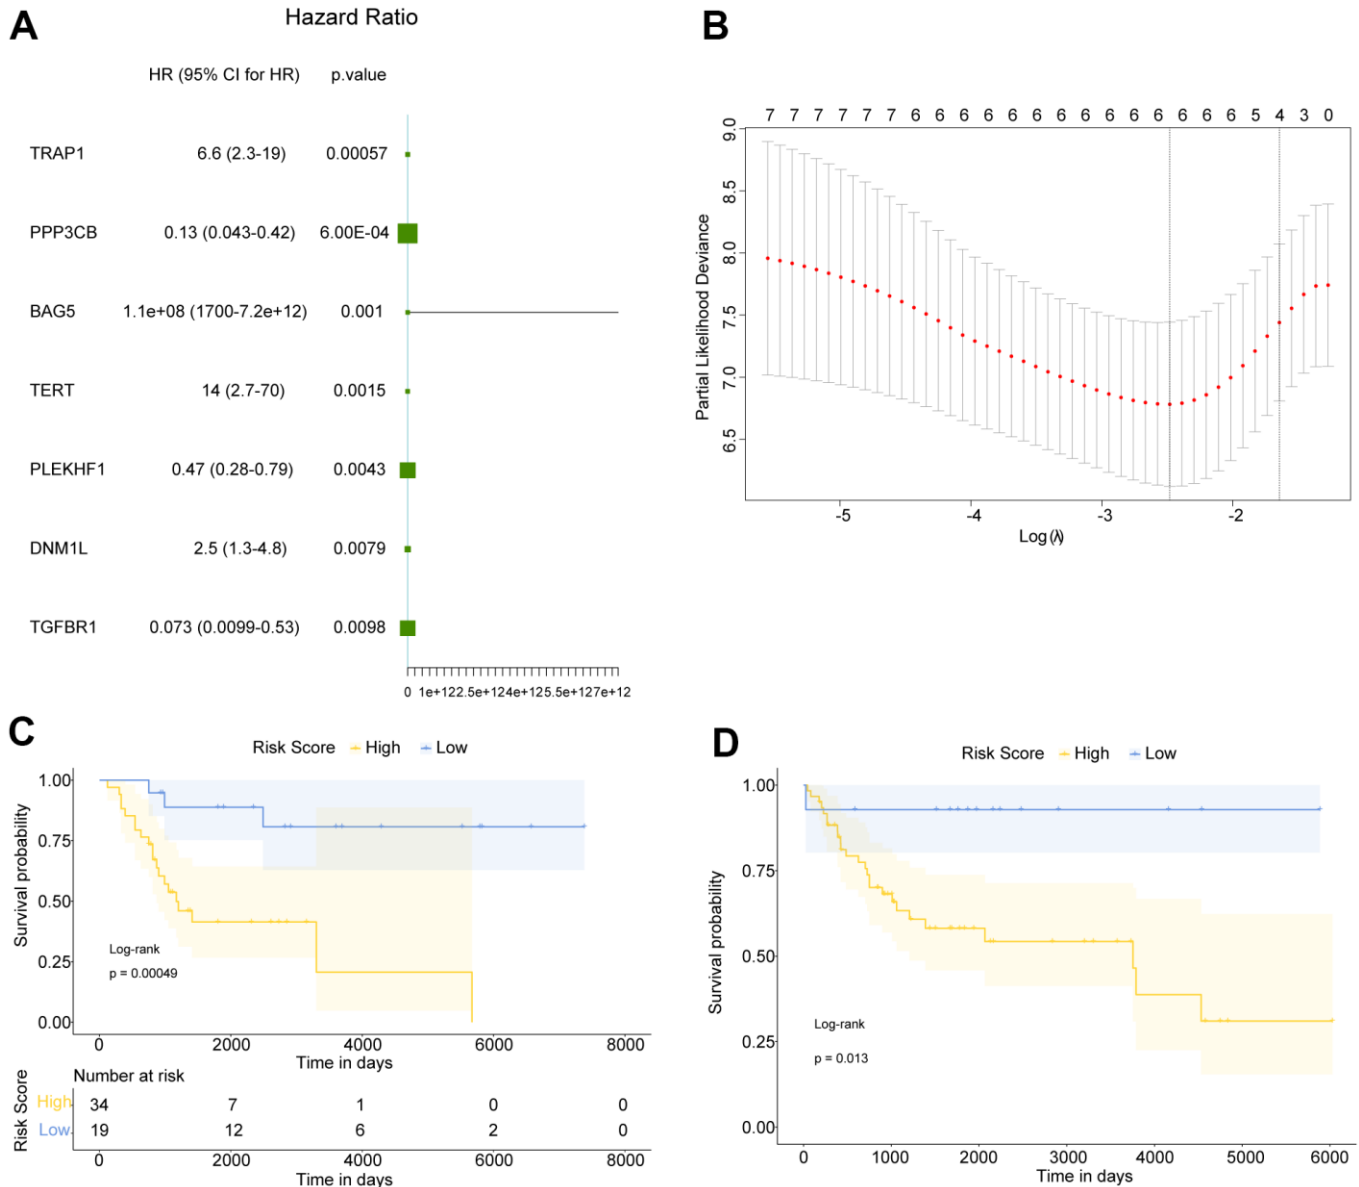 A
Hazard Ratio
HR (95% CI for HR) p.value
TRAP1 6.6 (2.3-19) 0.00057
PPP3CB 0.13 (0.043-0.42) 6.00E-04
BAG5 1.1e+08 (1700-7.2e+12) 0.001
TERT 14 (2.7-70) 0.0015
PLEKHF1 0.47 (0.28-0.79) 0.0043
DNM1L 2.5 (1.3-4.8) 0.0079
TGFBR1 0.073 (0.0099-0.53) 0.0098
0 1e+122.5e+124e+125.5e+127e+12
B
7 7 7 7 7 7 6 6 6 6 6 6 6 6 6 6 6 6 6 6 5 4 3 0
9.0
8.5
8.0
7.5
7.0
6.5
Partial Likelihood Deviance
-5 -4 -3 -2
Log(λ)
C
Risk Score High Low
1.00
0.75
0.50
0.25
0.00
Survival probability
Log-rank
p = 0.00049
0 2000 4000 6000 8000
Time in days
Number at risk
Risk Score
High 34 7 1 0 0
Low 19 12 6 2 0
0 2000 4000 6000 8000
Time in days
D
Risk Score High Low
1.00
0.75
0.50
0.25
0.00
Survival probability
Log-rank
p = 0.013
0 1000 2000 3000 4000 5000 6000
Time in days